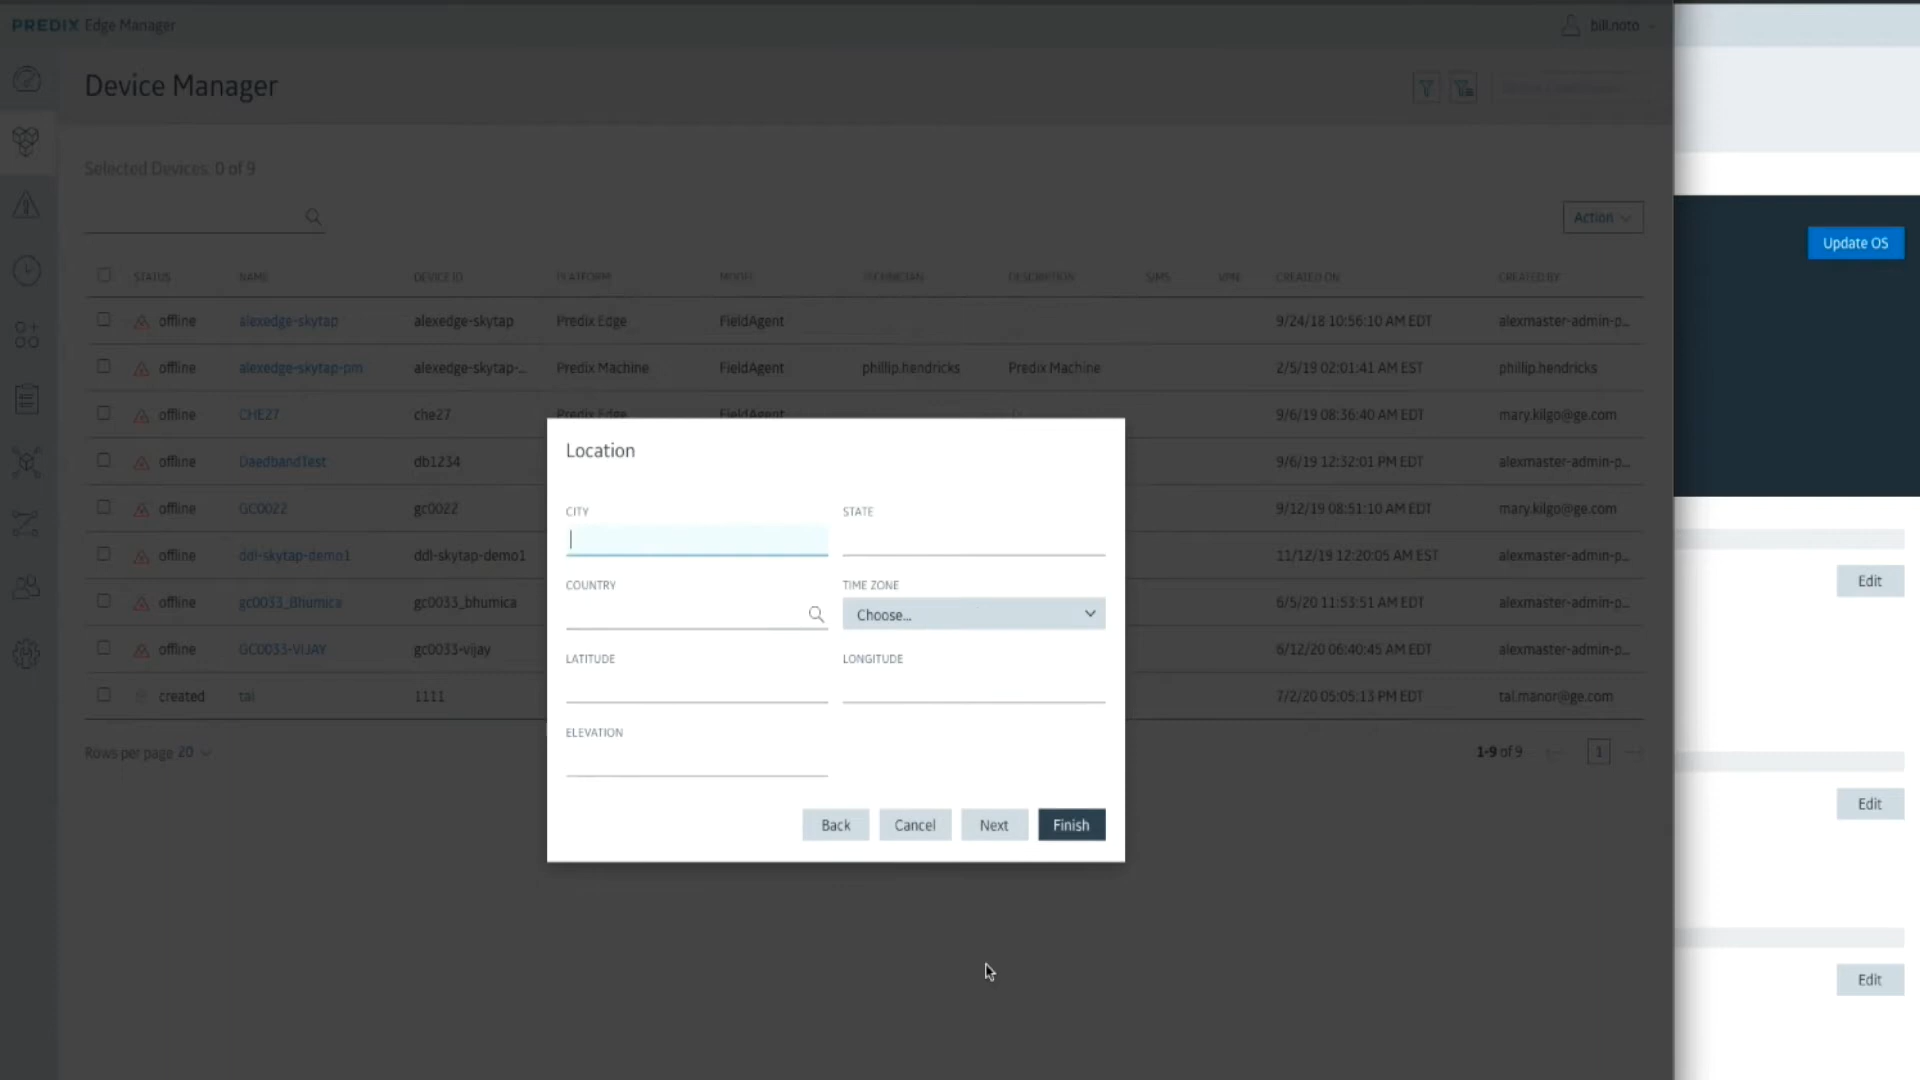 PREDIX Edge Manager
bill.noto
Device Manager
Selected Devices: 0 of 9
Action
Update OS
STATUS NAME DEVICE ID PLATFORM MODEL TECHNICIAN DESCRIPTION SIMS VPN CREATED ON CREATED BY
offline alexedge-skytap alexedge-skytap Predix Edge FieldAgent 9/24/18 10:56:10 AM EDT alexmaster-admin-p...
offline alexedge-skytap-pm alexedge-skytap-... Predix Machine FieldAgent phillip.hendricks Predix Machine 2/5/19 02:01:41 AM EST phillip.hendricks
offline CHE27 che27 Predix Edge FieldAgent 9/6/19 08:36:40 AM EDT mary.kilgo@ge.com
offline DaedbandTest db1234 9/6/19 12:32:01 PM EDT alexmaster-admin-p...
offline GC0022 gc0022 9/12/19 08:51:10 AM EDT mary.kilgo@ge.com
offline ddl-skytap-demo1 ddl-skytap-demo1 11/12/19 12:20:05 AM EST alexmaster-admin-p...
offline gc0033_Bhumica gc0033_bhumica 6/5/20 11:53:51 AM EDT alexmaster-admin-p...
offline GC0033-VIJAY gc0033-vijay 6/12/20 06:40:45 AM EDT alexmaster-admin-p...
created tal 1111 7/2/20 05:05:13 PM EDT tal.manor@ge.com
Rows per page 20
1-9 of 9 1
Location
CITY STATE
COUNTRY TIME ZONE
Choose...
LATITUDE LONGITUDE
ELEVATION
Back Cancel Next Finish
Edit
Edit
Edit